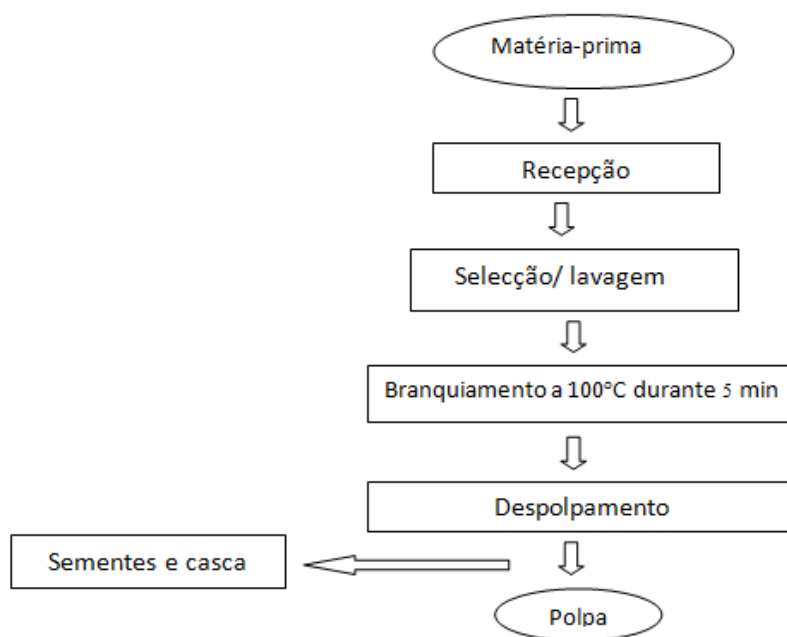 Matéria-prima
Recepção
Selecção/ lavagem
Branquiamento a 100°C durante 5 min
Despolpamento
Sementes e casca
Polpa